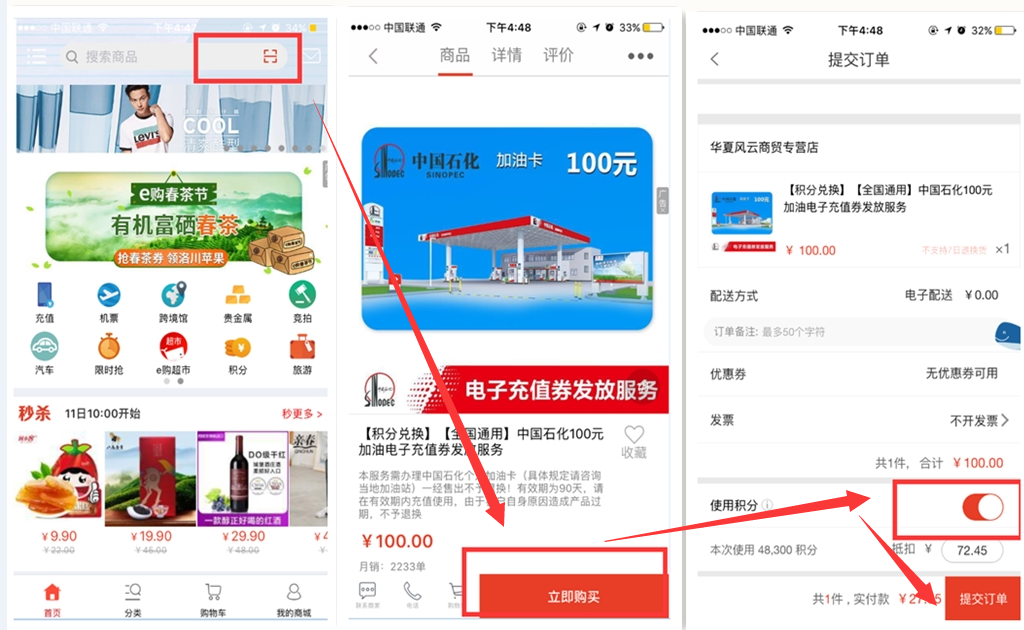 中国联通
下午4:47
34%
搜索商品
LEVI'S
COOL
清凉造型
e购春茶节
有机富硒春茶
抢春茶券 领洛川苹果
充值
机票
跨境馆
贵金属
竞拍
汽车
限时抢
超市
e购超市
积分
旅游
秒杀
11日10:00开始
秒更多 >
DO级干红
一款醇正好喝的酒
亲春
¥9.90
¥19.90
¥29.90
¥22.00
¥46.00
¥48.00
首页
分类
购物车
我的商城
中国联通
下午4:48
33%
商品
详情
评价
SINODEC
中国石化
SINOPEC
加油卡
100元
广告
SINODEC
电子充值券发放服务
【积分兑换】【全国通用】中国石化100元
加油电子充值券发放服务
收藏
本服务需办理中国石化个人加油卡（具体规定请咨询
当地加油站）一经售出不予退换！有效期为90天，请
在有效期内充值使用，由于客户自身原因造成产品过
期，不予退换
¥100.00
月销：2233单
联系商家
电话
购物
立即购买
中国联通
下午4:48
32%
提交订单
华夏风云商贸专营店
【积分兑换】【全国通用】中国石化100元
加油电子充值券发放服务
¥ 100.00
不支持7日退换货
×1
配送方式
电子配送 ¥0.00
订单备注: 最多50个字符
优惠券
无优惠券可用
发票
不开发票
共1件， 合计 ¥100.00
使用积分
本次使用 48,300 积分
抵扣 ¥
72.45
共1件，实付款
¥27.55
提交订单